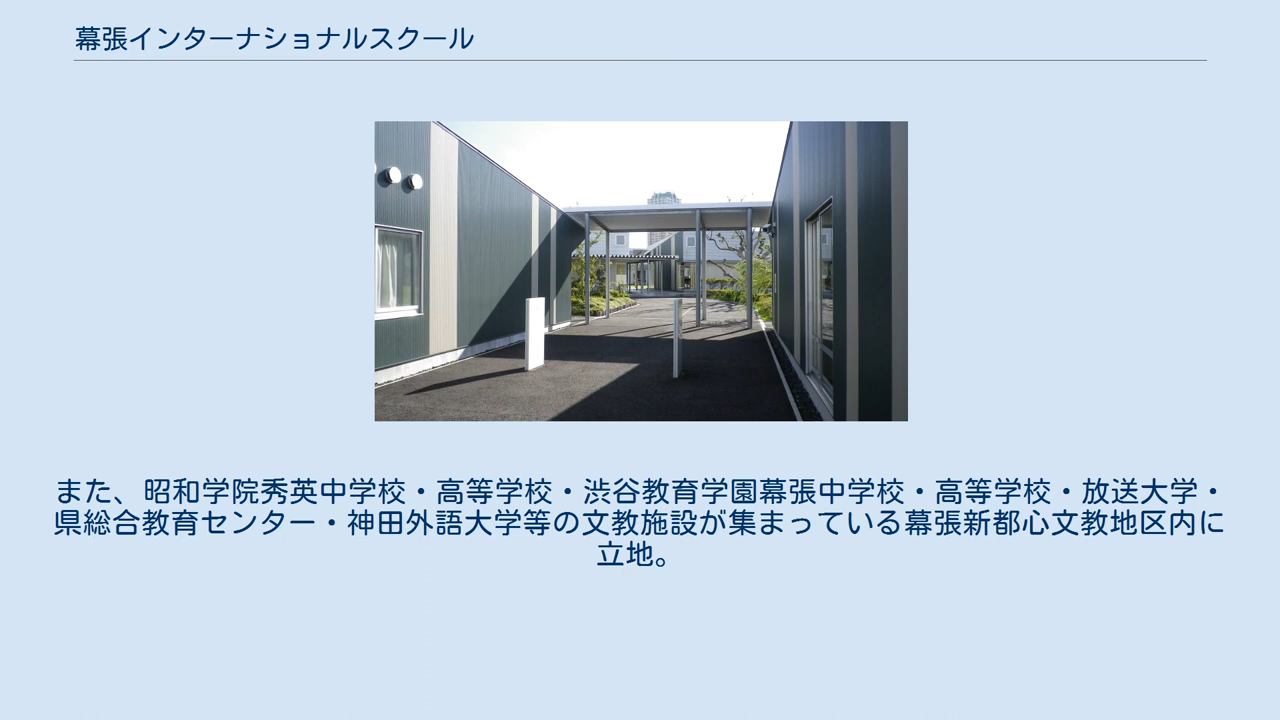 幕張インターナショナルスクール
また、昭和学院秀英中学校・高等学校・渋谷教育学園幕張中学校・高等学校・放送大学・
県総合教育センター・神田外語大学等の文教施設が集まっている幕張新都心文教地区内に
立地。